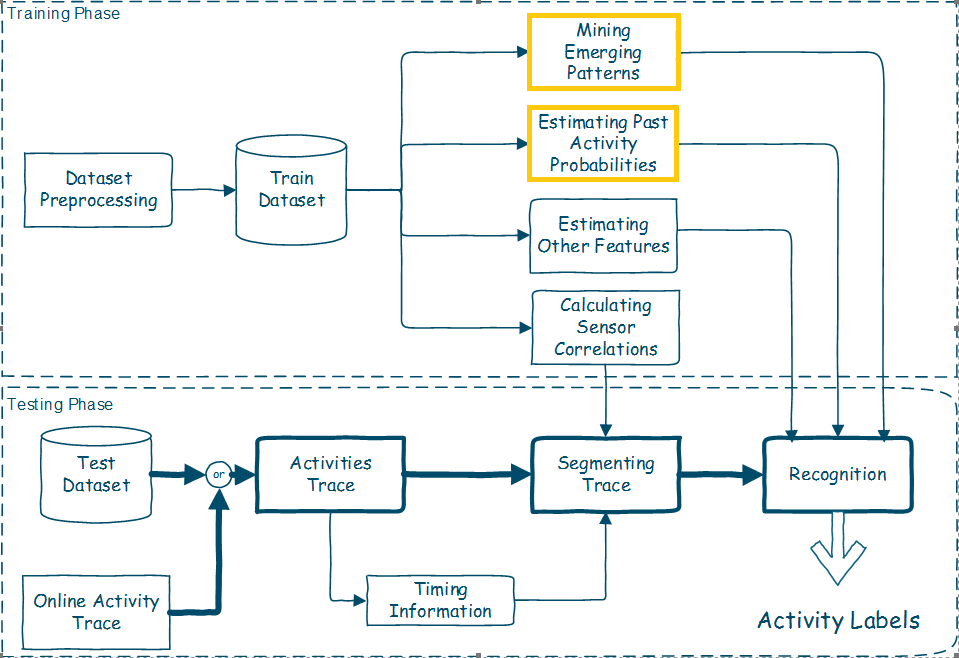 Training Phase
Mining
Emerging
Patterns
Estimating Past
Activity
Probabilities
Dataset
Preprocessing
Train
Dataset
Estimating
Other Features
Calculating
Sensor
Correlations
Testing Phase
Test
Dataset
or
Activities
Trace
Segmenting
Trace
Recognition
Online Activity
Trace
Timing
Information
Activity Labels